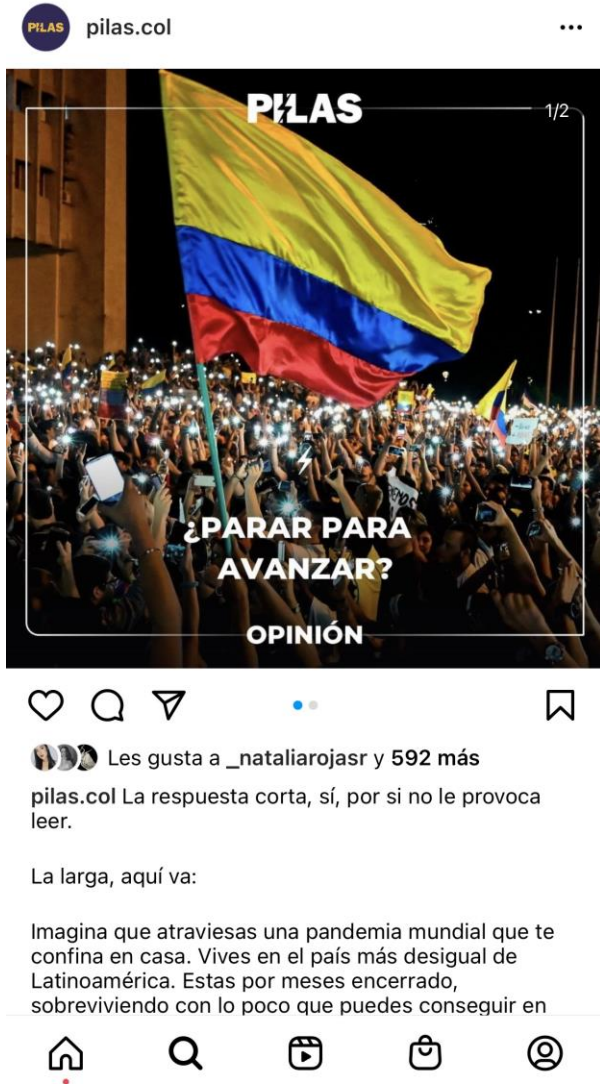 PILAS
pilas.col
PILAS
1/2
¿PARAR PARA
AVANZAR?
OPINIÓN
Les gusta a _nataliarojasr y 592 más
pilas.col La respuesta corta, sí, por si no le provoca
leer.
La larga, aquí va:
Imagina que atraviesas una pandemia mundial que te
confina en casa. Vives en el país más desigual de
Latinoamérica. Estas por meses encerrado,
sobreviviendo con lo poco que puedes conseguir en